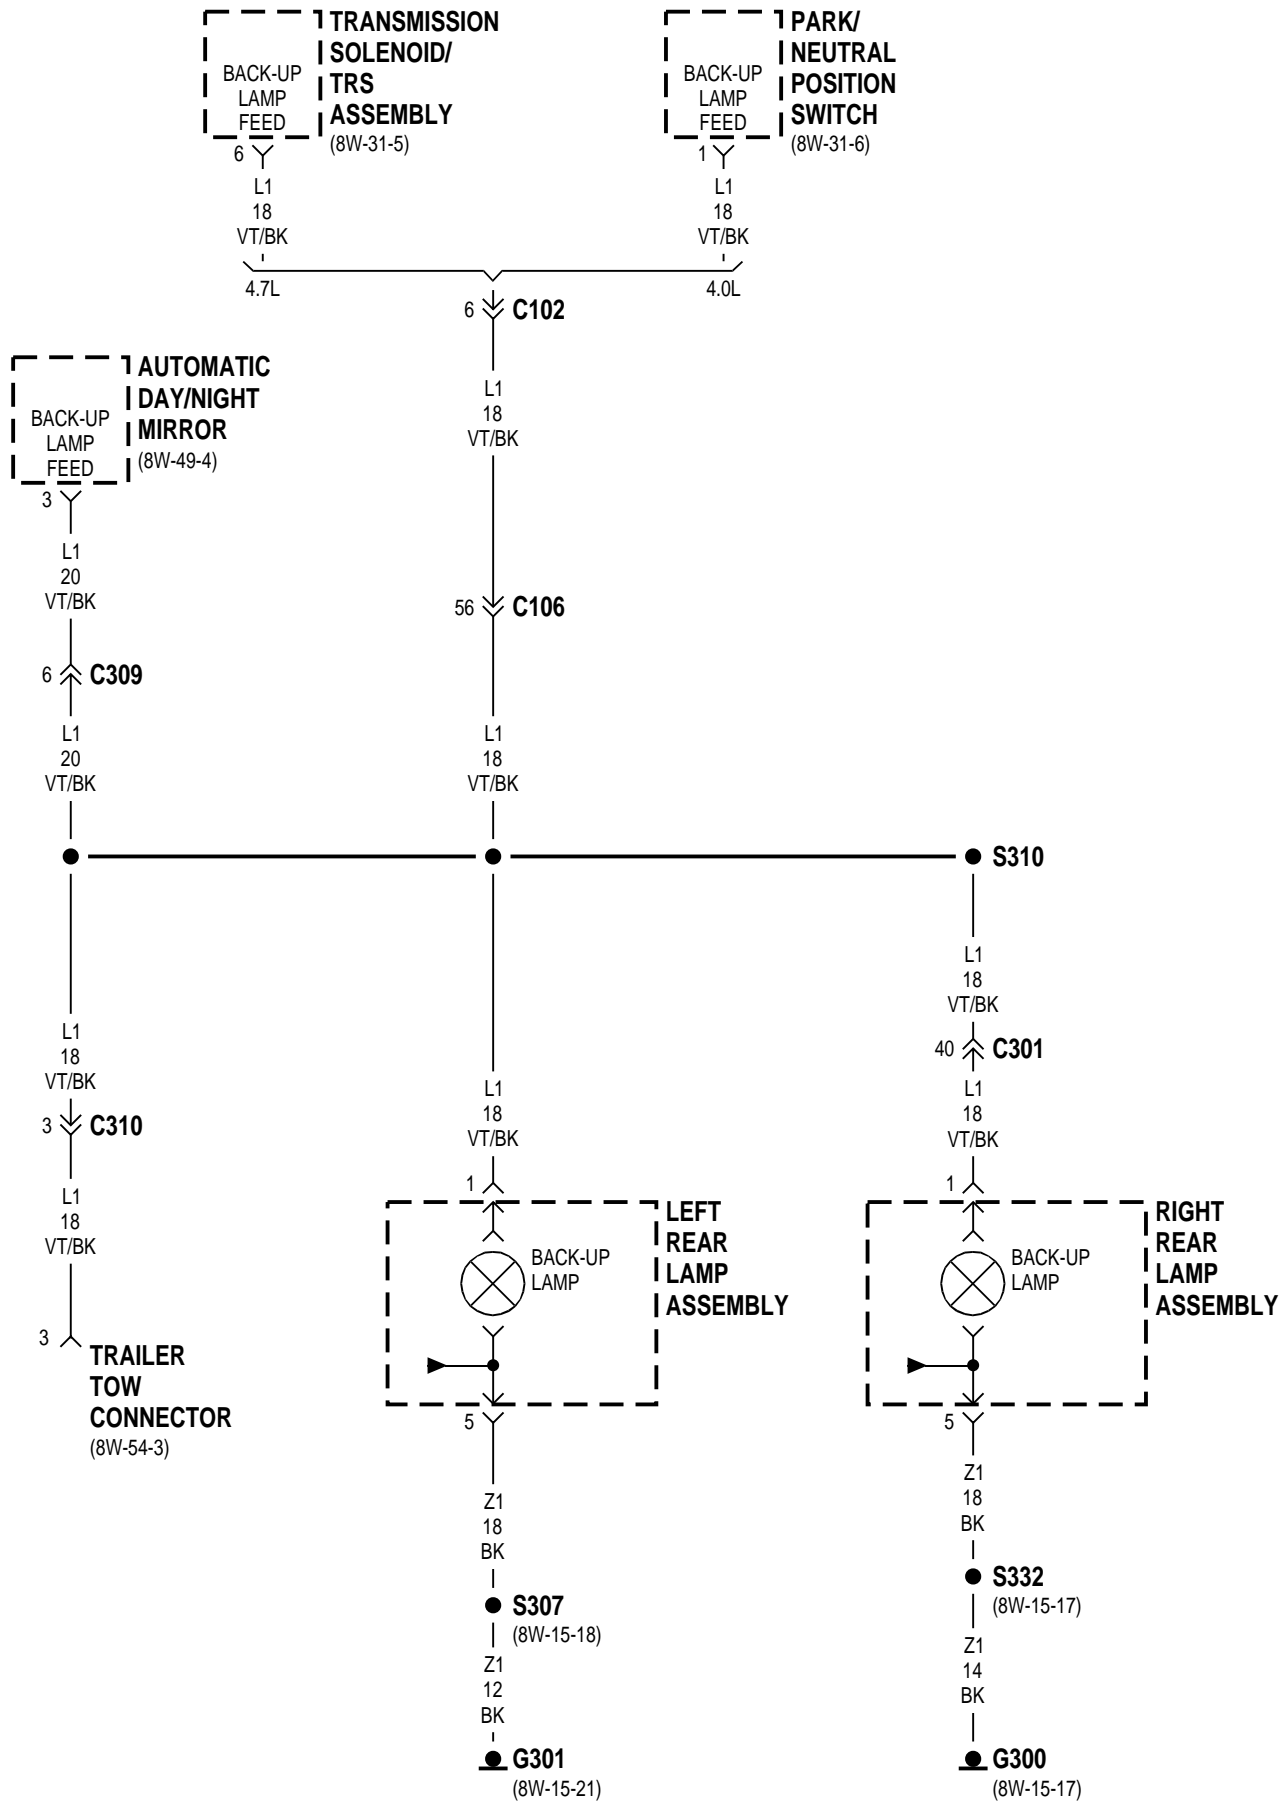 BACK-UP
LAMP
FEED
TRANSMISSION
SOLENOID/
TRS
ASSEMBLY
(8W-31-5)
6
L1
18
VT/BK
4.7L
BACK-UP
LAMP
FEED
PARK/
NEUTRAL
POSITION
SWITCH
(8W-31-6)
1
L1
18
VT/BK
4.0L
6 C102
L1
18
VT/BK
56 C106
L1
18
VT/BK
BACK-UP
LAMP
FEED
AUTOMATIC
DAY/NIGHT
MIRROR
(8W-49-4)
3
L1
20
VT/BK
6 C309
L1
20
VT/BK
S310
L1
18
VT/BK
3 C310
L1
18
VT/BK
3
TRAILER
TOW
CONNECTOR
(8W-54-3)
L1
18
VT/BK
1
BACK-UP
LAMP
LEFT
REAR
LAMP
ASSEMBLY
5
Z1
18
BK
S307
(8W-15-18)
Z1
12
BK
G301
(8W-15-21)
L1
18
VT/BK
40 C301
L1
18
VT/BK
1
BACK-UP
LAMP
RIGHT
REAR
LAMP
ASSEMBLY
5
Z1
18
BK
S332
(8W-15-17)
Z1
14
BK
G300
(8W-15-17)